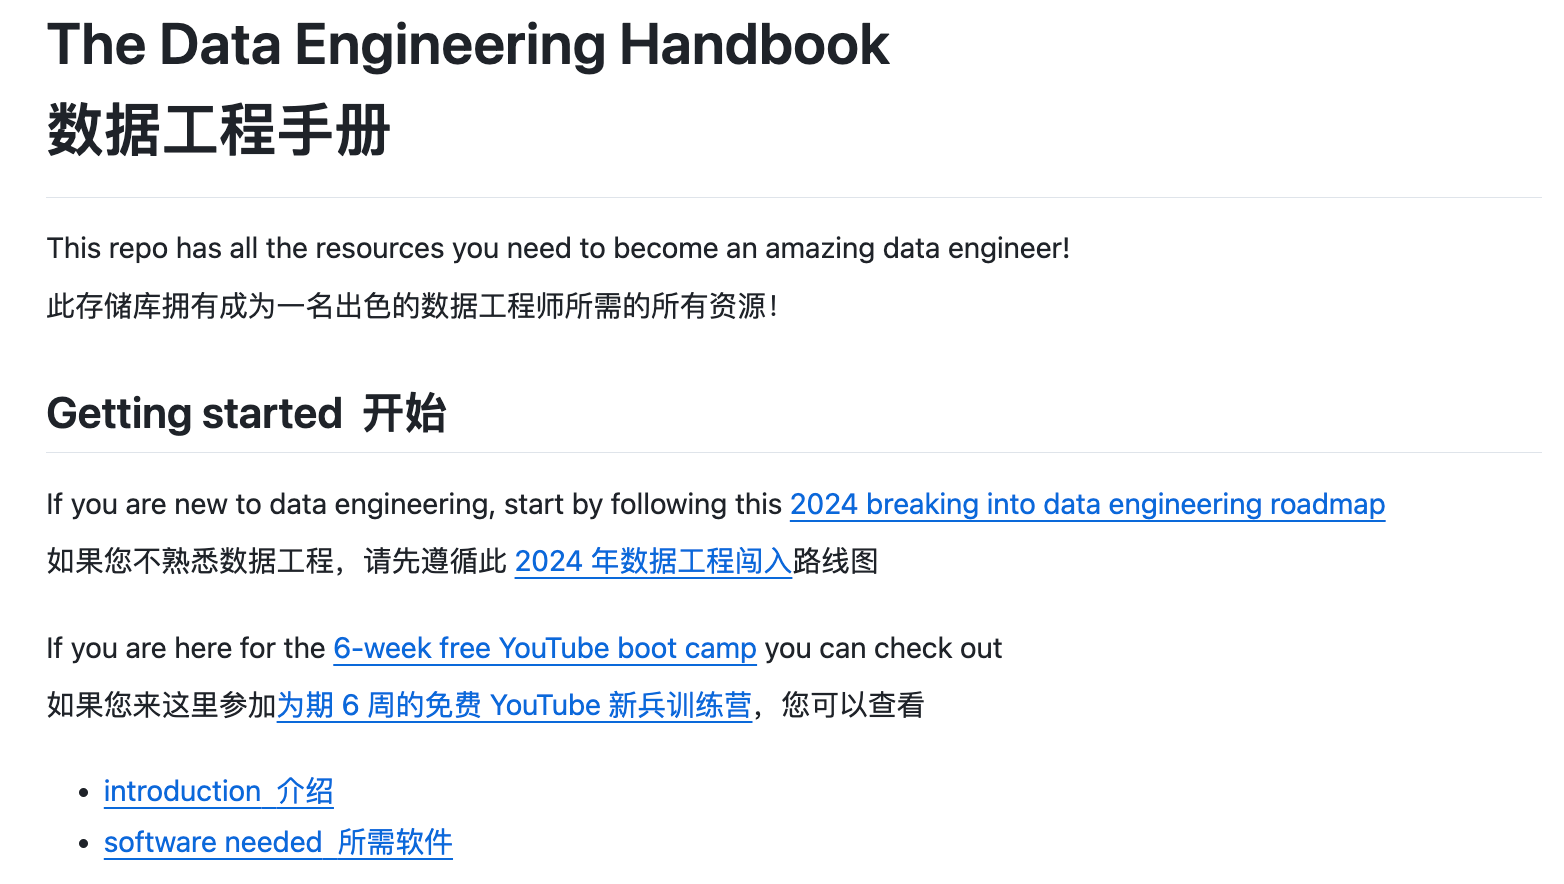 The Data Engineering Handbook
数据工程手册
This repo has all the resources you need to become an amazing data engineer!
此存储库拥有成为一名出色的数据工程师所需的所有资源！
Getting started 开始
If you are new to data engineering, start by following this 2024 breaking into data engineering roadmap
如果您不熟悉数据工程，请先遵循此 2024 年数据工程闯入路线图
If you are here for the 6-week free YouTube boot camp you can check out
如果您来这里参加为期 6 周的免费 YouTube 新兵训练营，您可以查看
• introduction 介绍
• software needed 所需软件